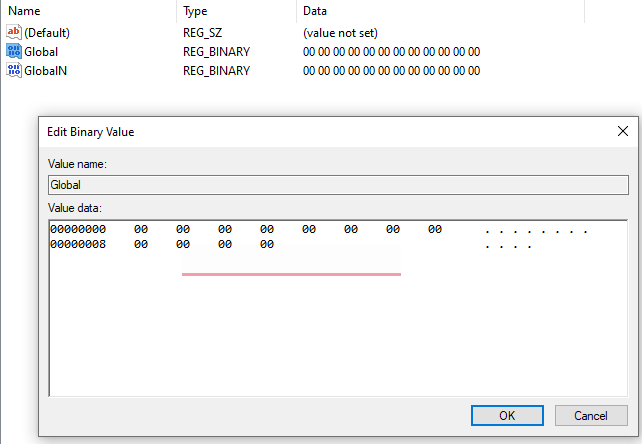 Name Type Data
(Default) REG_SZ (value not set)
Global REG_BINARY 00 00 00 00 00 00 00 00 00 00 00 00
GlobalN REG_BINARY 00 00 00 00 00 00 00 00 00 00 00 00
Edit Binary Value
Value name:
Global
Value data:
00000000 00 00 00 00 00 00 00 00 . . . . . . . .
00000008 00 00 00 00 . . . .
OK Cancel